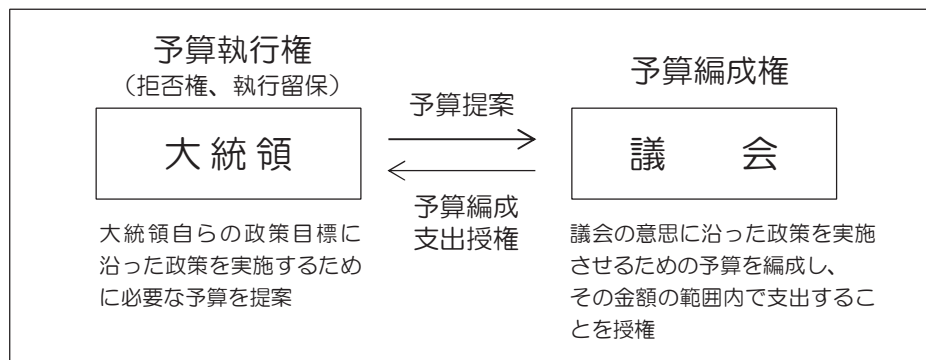 予算執行権
（拒否権、執行留保）
大統領
大統領自らの政策目標に
沿った政策を実施するため
に必要な予算を提案
予算提案
予算編成
支出授権
予算編成権
議　会
議会の意思に沿った政策を実施
させるための予算を編成し、
その金額の範囲内で支出するこ
とを授権